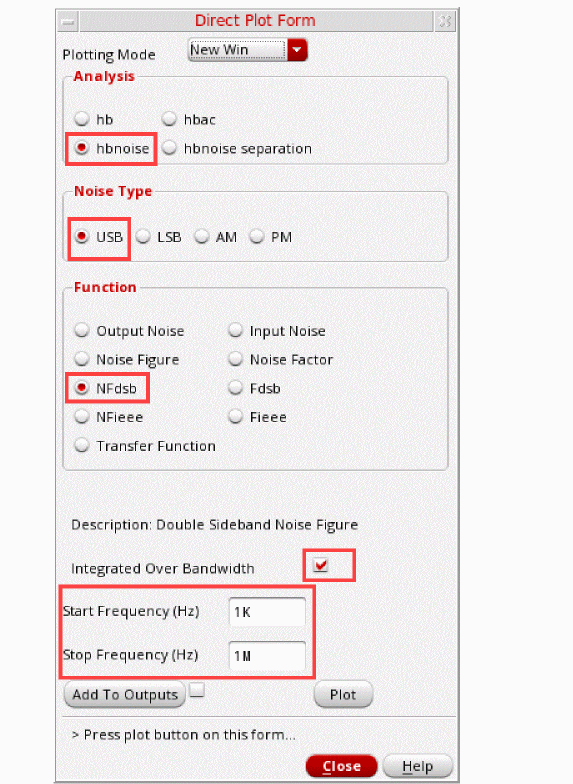 Direct Plot Form
Plotting Mode New Win
Analysis
hb hbac
hbnoise hbnoise separation
Noise Type
USB LSB AM PM
Function
Output Noise Input Noise
Noise Figure Noise Factor
NFdsb Fdsb
NFieee Fieee
Transfer Function
Description: Double Sideband Noise Figure
Integrated Over Bandwidth
Start Frequency (Hz) 1K
Stop Frequency (Hz) 1M
Add To Outputs Plot
> Press plot button on this form...
Close Help